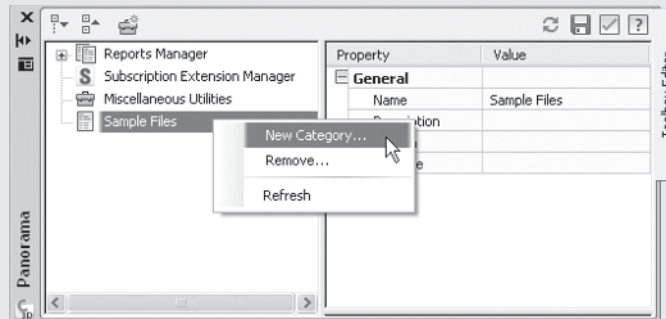 Reports Manager
Subscription Extension Manager
Miscellaneous Utilities
Sample Files
New Category...
Remove...
Refresh
Property Value
General
Name Sample Files
Panorama